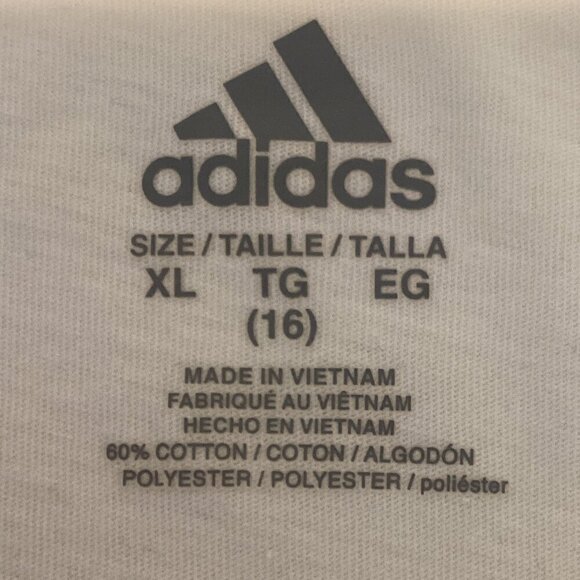 adidas
SIZE / TAILLE / TALLA
XL TG EG
(16)
MADE IN VIETNAM
FABRIQUÉ AU VIÊTNAM
HECHO EN VIETNAM
60% COTTON / COTON / ALGODÓN
POLYESTER / POLYESTER / poliéster